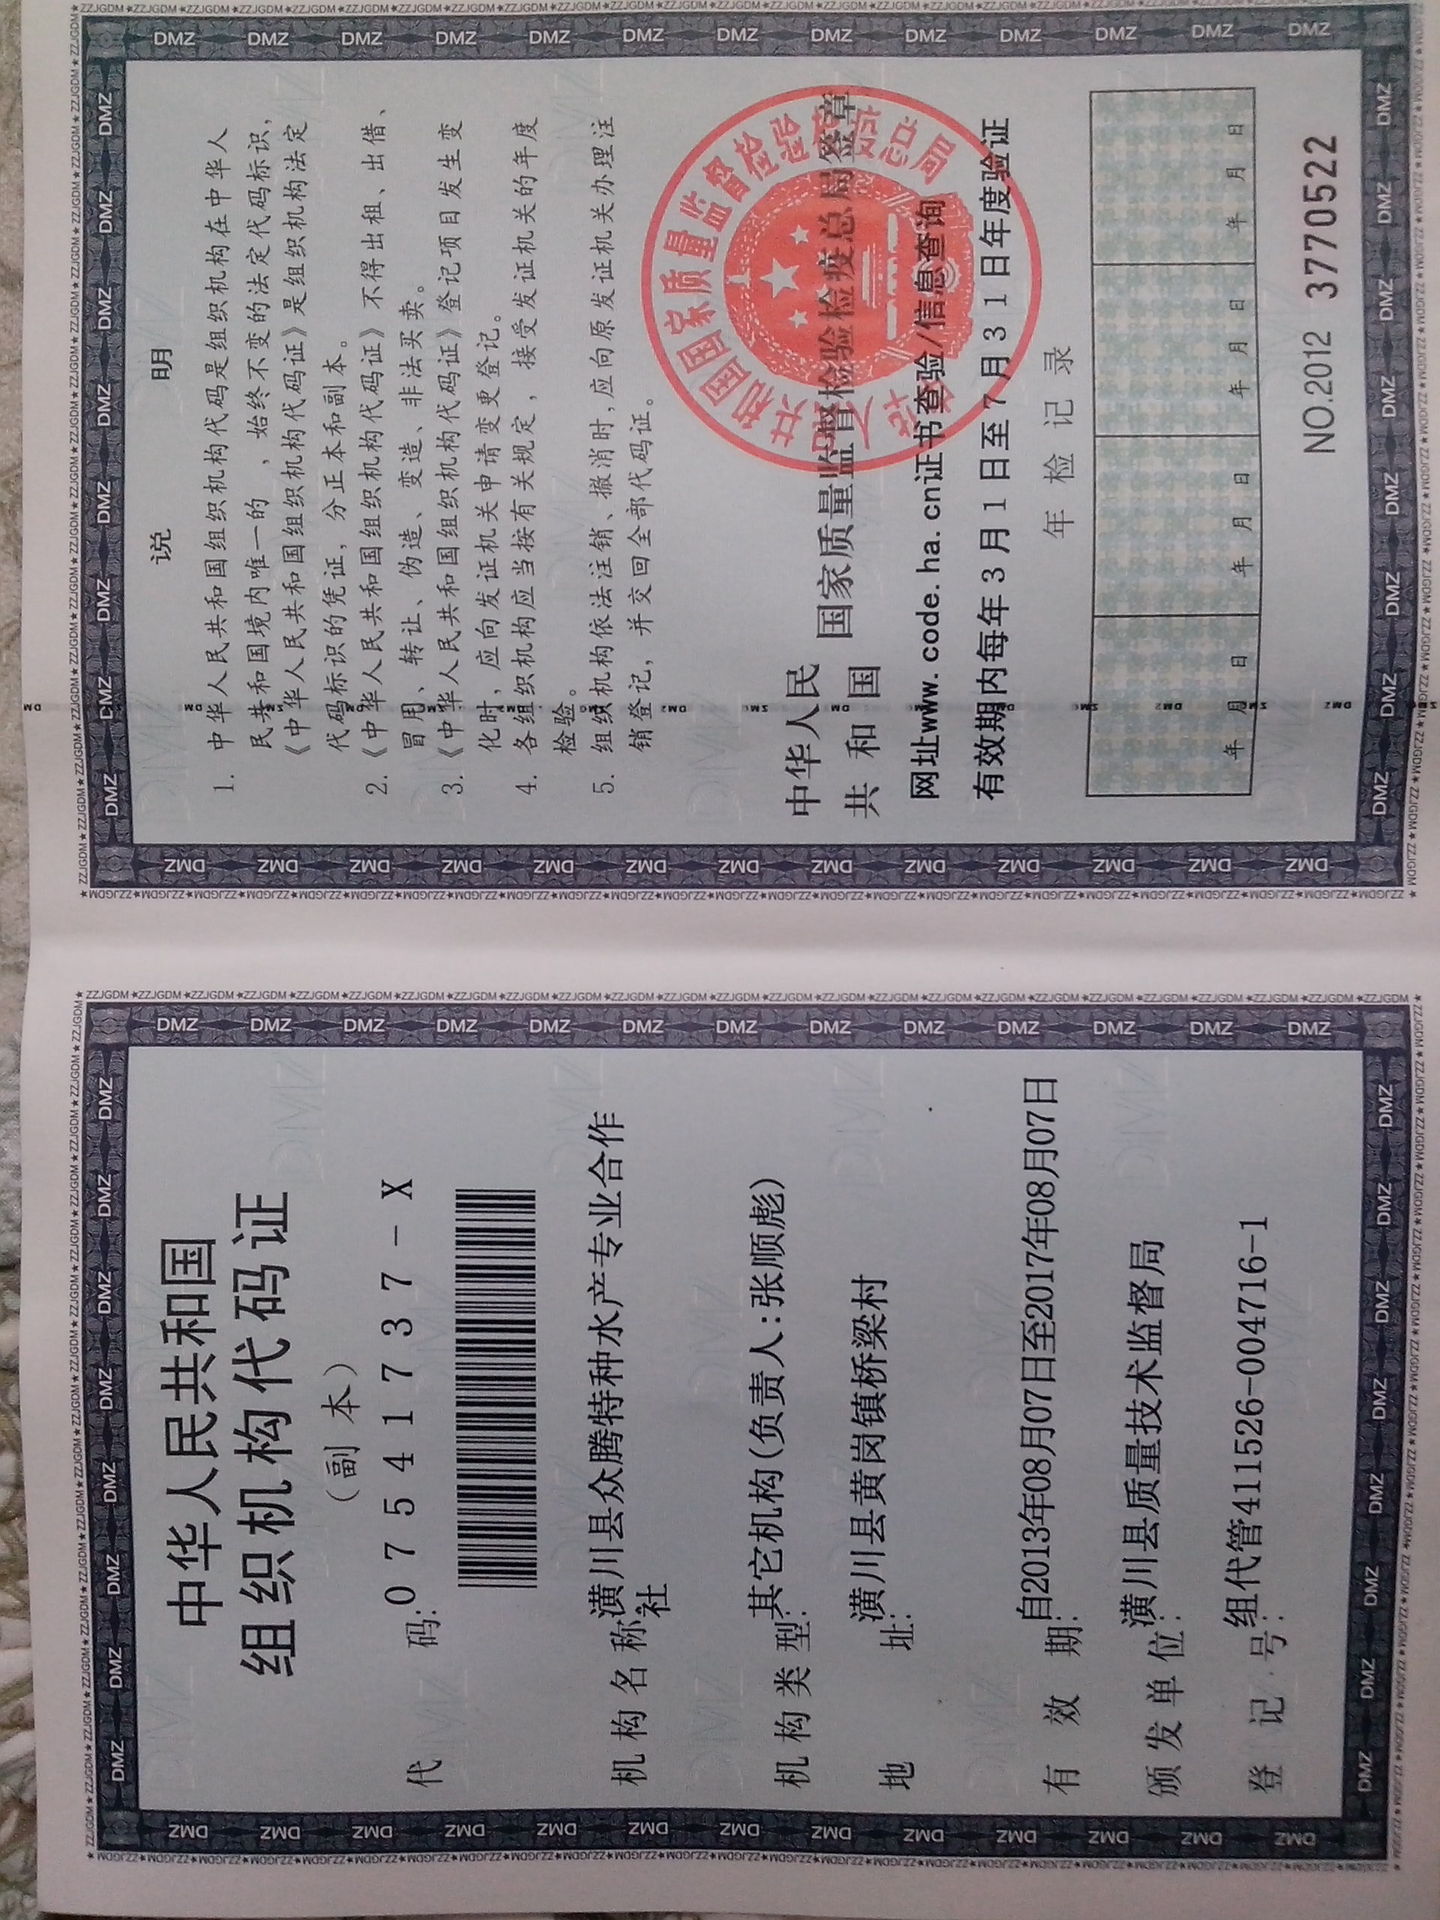 中华人民共和国
组织机构代码证
（副本）
代码：07541737-X
机构名称：潢川县众腾特种水产专业合作
社
机构类型：其它机构(负责人:张顺彪)
地址：潢川县黄岗镇桥梁村
有效期：自2013年08月07日至2017年08月07日
颁发单位：潢川县质量技术监督局
登记号：组代管411526-004716-1
说明
1. 中华人民共和国组织机构代码是组织机构在中华人
民共和国境内唯一的、始终不变的法定代码标识，
《中华人民共和国组织机构代码证》是组织机构法定
代码标识的凭证，分正本和副本。
2. 《中华人民共和国组织机构代码证》不得出租、出借、
冒用、转让、伪造、变造、非法买卖。
3. 《中华人民共和国组织机构代码证》登记项目发生变
化时，应向发证机关申请变更登记。
4. 各组织机构应当按有关规定，接受发证机关的年度
检验。
5. 组织机构依法注销、撤消时,应向原发证机关办理注
销登记，并交回全部代码证。
中华人民
共和国
国家质量监督检验检疫总局签章
中华人民共和国国家质量监督检验检疫总局
网址www.code.ha.cn证书查验/信息查询
有效期内每年3月1日至7月31日年度验证
年检记录
年 月 日 年 月 日 年 月 日 年 月 日
NO.2012 3770522